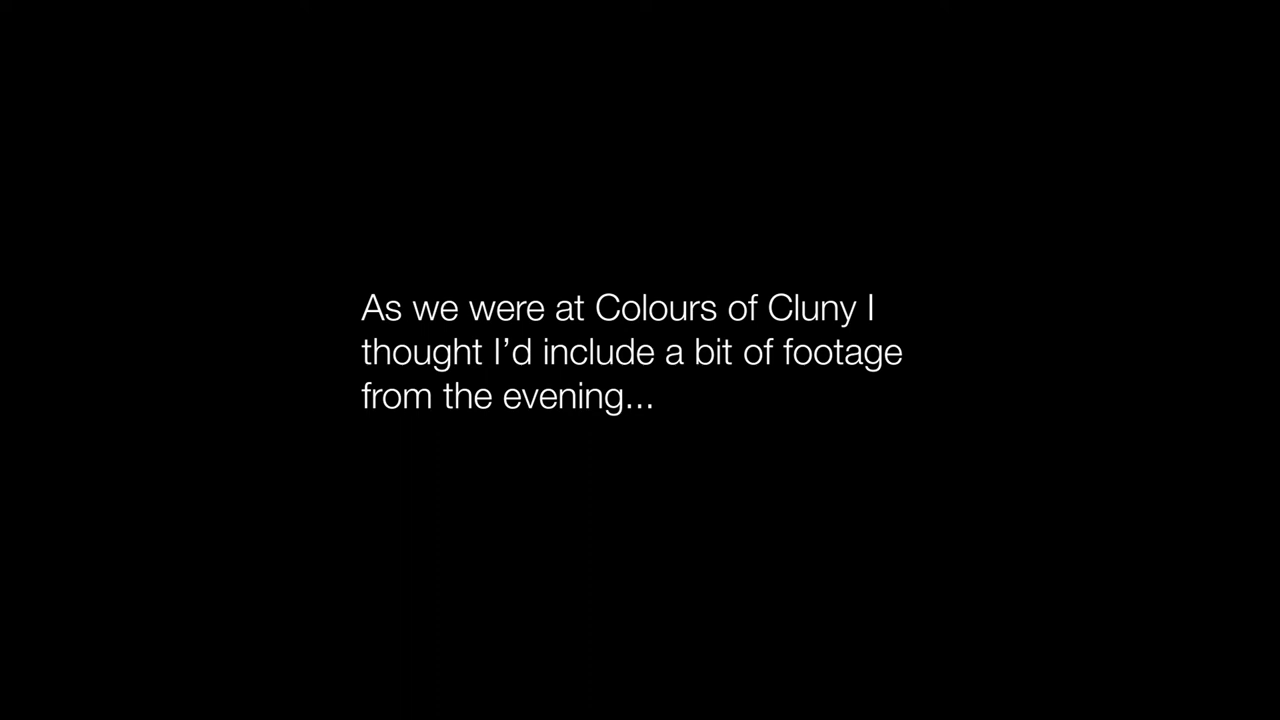 As we were at Colours of Cluny I
thought I’d include a bit of footage
from the evening...